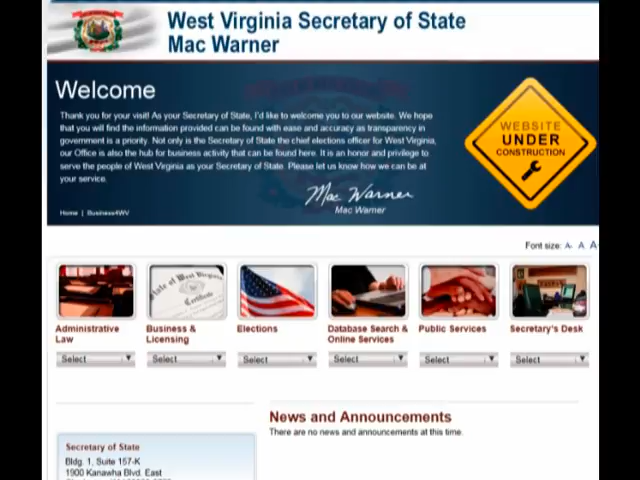 West Virginia Secretary of State
Mac Warner
Welcome
Thank you for your visit! As your Secretary of State, I'd like to welcome you to our website. We hope
that you will find the information provided can be found with ease and accuracy as transparency in
government is a priority. Not only is the Secretary of State the chief elections officer for West Virginia,
our Office is also the hub for business activity that can be found here. It is an honor and privilege to
serve the people of West Virginia as your Secretary of State. Please let us know how we can be at
your service.
Mac Warner
Mac Warner
WEBSITE
UNDER
CONSTRUCTION
Home | Business4WV
Font size: A- A A
State of West Virginia
Certificate
Administrative
Law
Business &
Licensing
Elections
Database Search &
Online Services
Public Services
Secretary's Desk
Select
Select
Select
Select
Select
Select
News and Announcements
There are no news and announcements at this time.
Secretary of State
Bldg. 1, Suite 157-K
1900 Kanawha Blvd. East